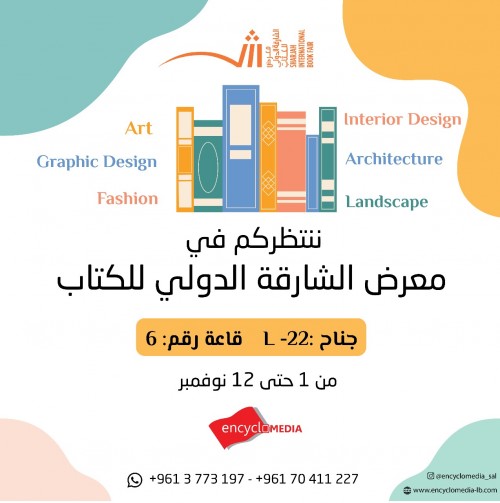 معرض
الشارقة الدولي
للكتاب
SHARJAH
INTERNATIONAL
BOOK FAIR
Art
Interior Design
Graphic Design
Architecture
Fashion
Landscape
ننتظركم في
معرض الشارقة الدولي للكتاب
جناح :22- L قاعة رقم: 6
من 1 حتى 12 نوفمبر
encycloMEDIA
+961 3 773 197 - +961 70 411 227
@encyclomedia_sal
www.encyclomedia-lb.com